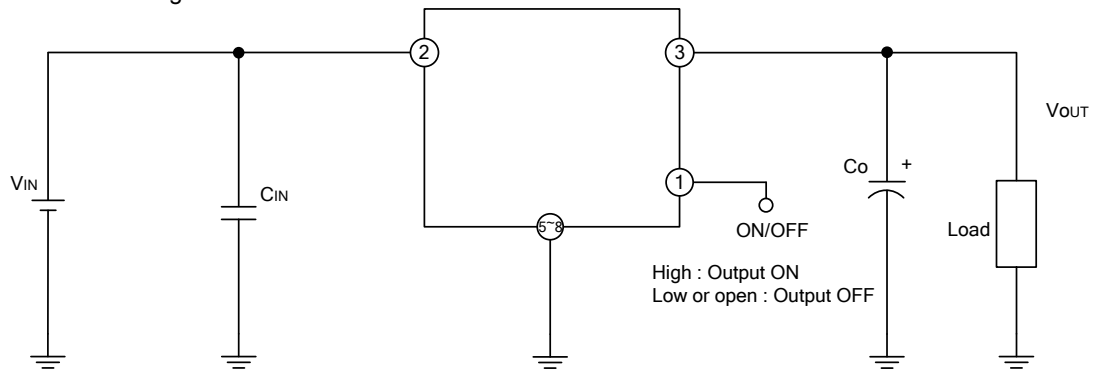 2
3
VOUT
Co +
VIN
CIN
1
5~8
ON/OFF
Load
High : Output ON
Low or open : Output OFF